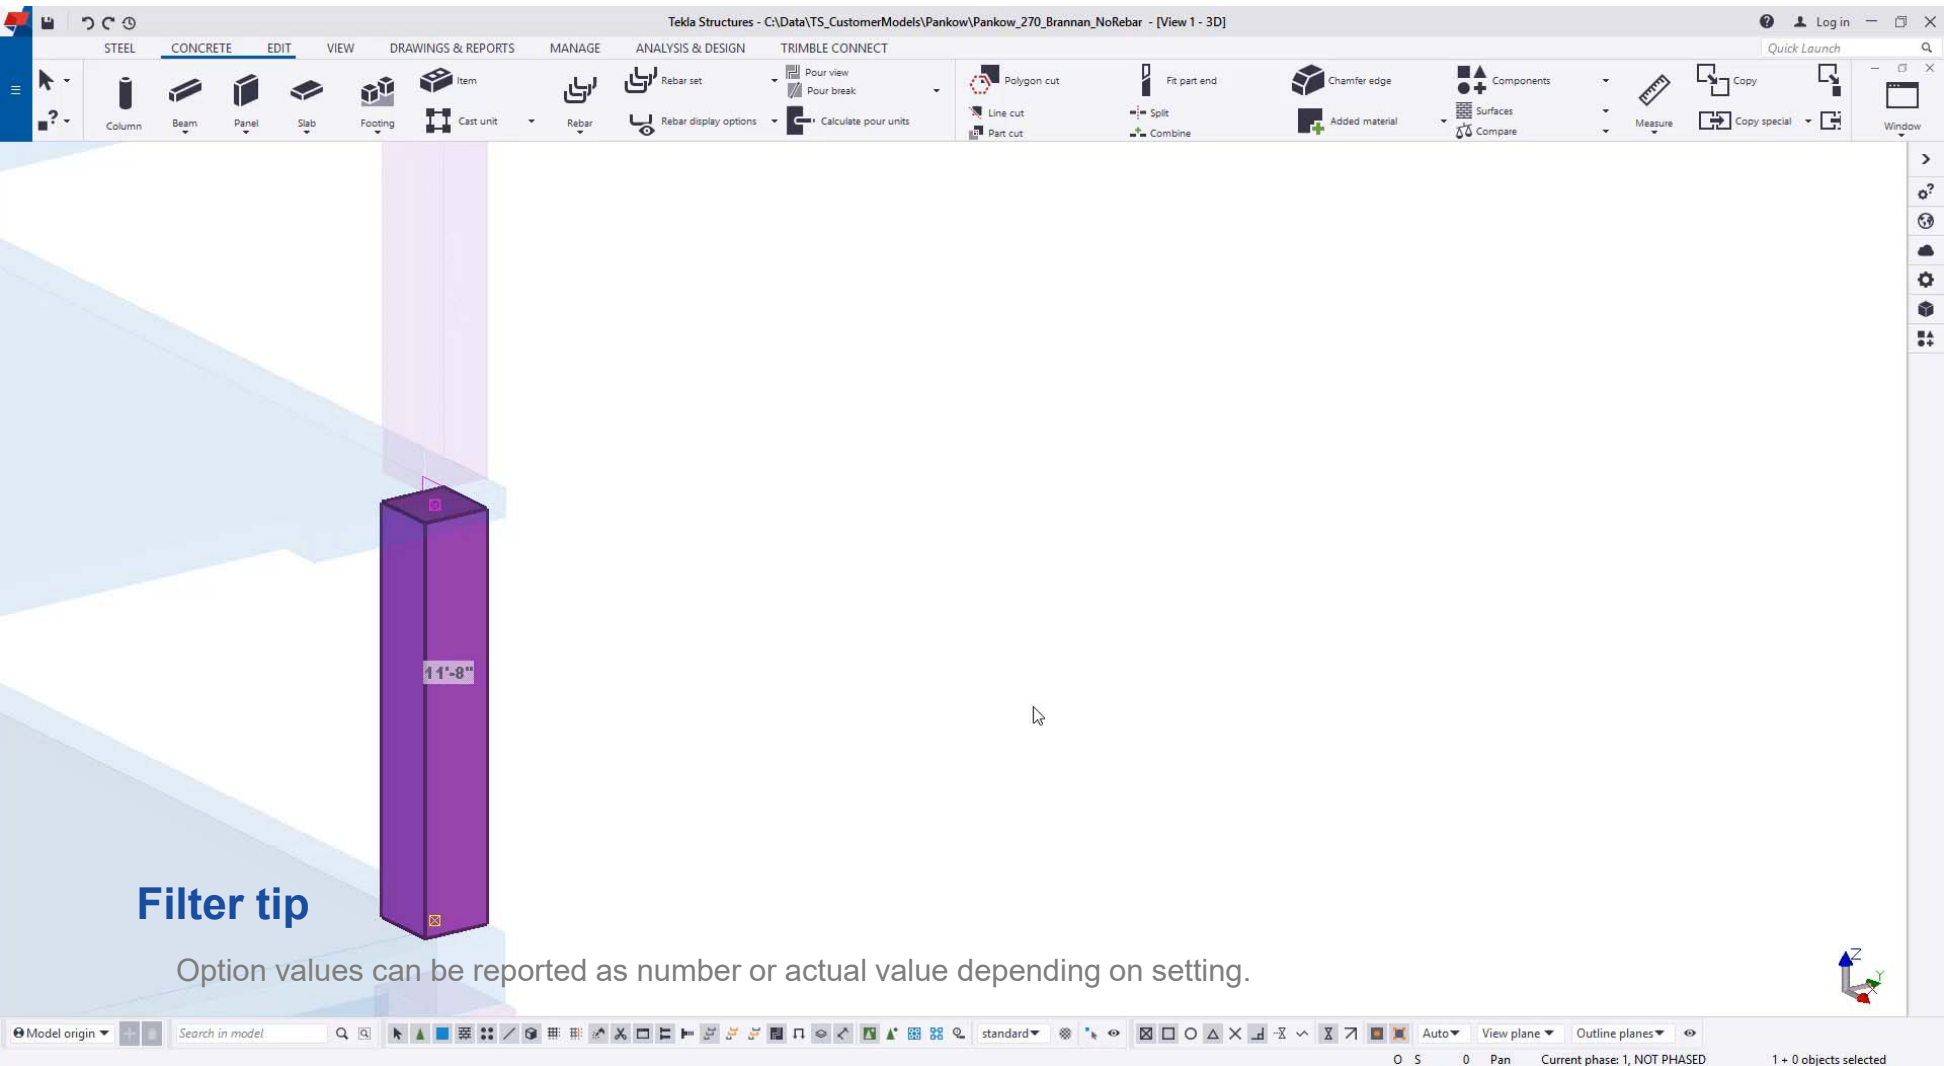 Tekla Structures - C:\Data\TS_CustomerModels\Pankow\Pankow_270_Brannan_NoRebar - [View 1 - 3D]
Log in
STEEL CONCRETE EDIT VIEW DRAWINGS & REPORTS MANAGE ANALYSIS & DESIGN TRIMBLE CONNECT
Quick Launch
Column
Beam
Panel
Slab
Footing
Item
Cast unit
Rebar
Rebar set
Rebar display options
Pour view
Pour break
Calculate pour units
Polygon cut
Line cut
Part cut
Fit part end
Split
Combine
Chamfer edge
Added material
Components
Surfaces
Compare
Measure
Copy
Copy special
Window
11'-8"
Filter tip
Option values can be reported as number or actual value depending on setting.
Z
Y
X
Model origin
Search in model
standard
Auto
View plane
Outline planes
O S 0 Pan Current phase: 1, NOT PHASED 1 + 0 objects selected